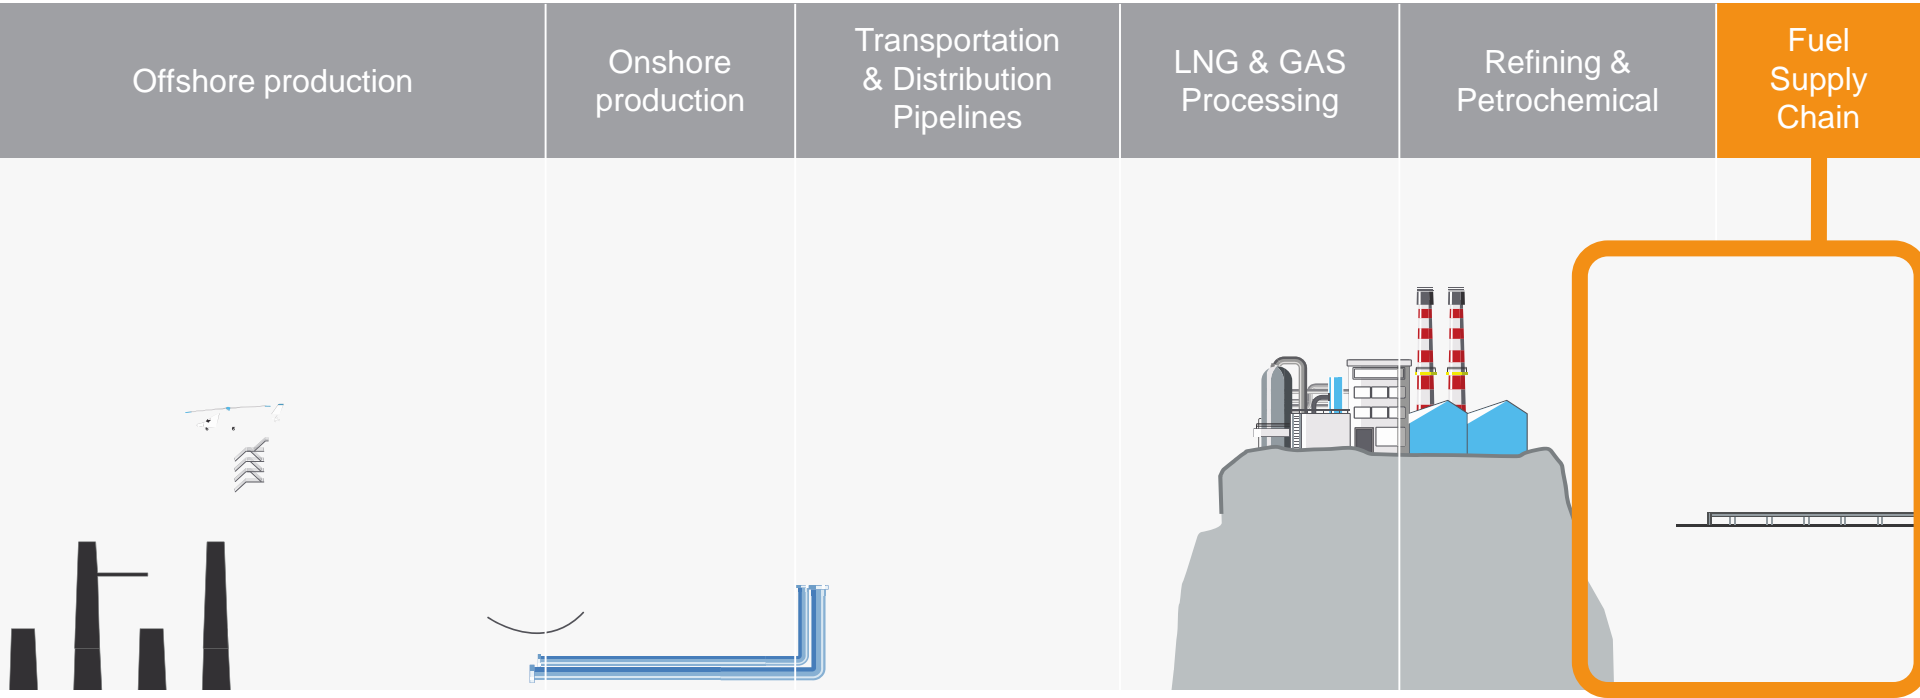 Offshore production
Onshore
production
Transportation
& Distribution
Pipelines
LNG & GAS
Processing
Refining &
Petrochemical
Fuel
Supply
Chain